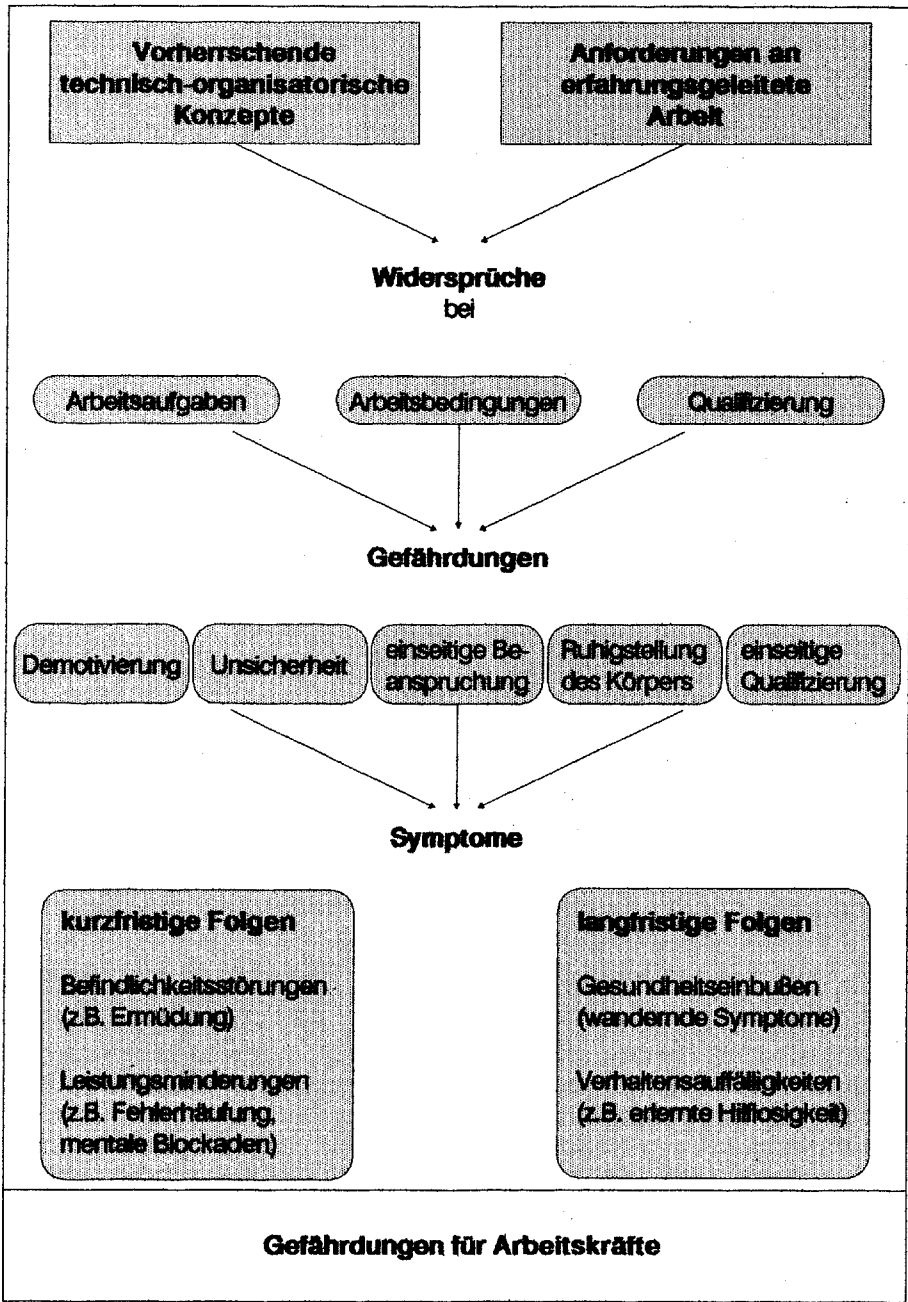 Vorherrschende
technisch-organisatorische
Konzepte
Anforderungen an
erfahrungsgeleitete
Arbeit
Widersprüche
bei
Arbeitsaufgaben
Arbeitsbedingungen
Qualifizierung
Gefährdungen
Demotivierung
Unsicherheit
einseitige Be-
anspruchung
Ruhigstellung
des Körpers
einseitige
Qualifizierung
Symptome
kurzfristige Folgen
Befindlichkeitsstörungen
(z.B. Ermüdung)
Leistungsminderungen
(z.B. Fehlerhäufung,
mentale Blockaden)
langfristige Folgen
Gesundheitseinbußen
(wandernde Symptome)
Verhaltensauffälligkeiten
(z.B. erlernte Hilflosigkeit)
Gefährdungen für Arbeitskräfte